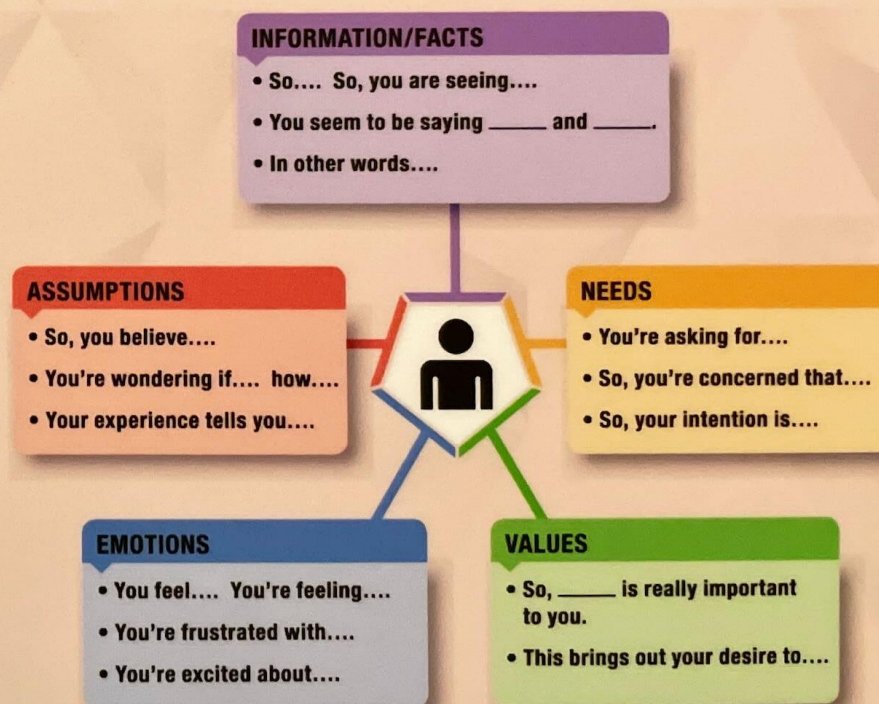 INFORMATION/FACTS
• So.... So, you are seeing....
• You seem to be saying _____ and _____.
• In other words....
ASSUMPTIONS
• So, you believe....
• You're wondering if.... how....
• Your experience tells you....
NEEDS
• You're asking for....
• So, you're concerned that....
• So, your intention is....
EMOTIONS
• You feel.... You're feeling....
• You're frustrated with....
• You're excited about....
VALUES
• So, _____ is really important
to you.
• This brings out your desire to....